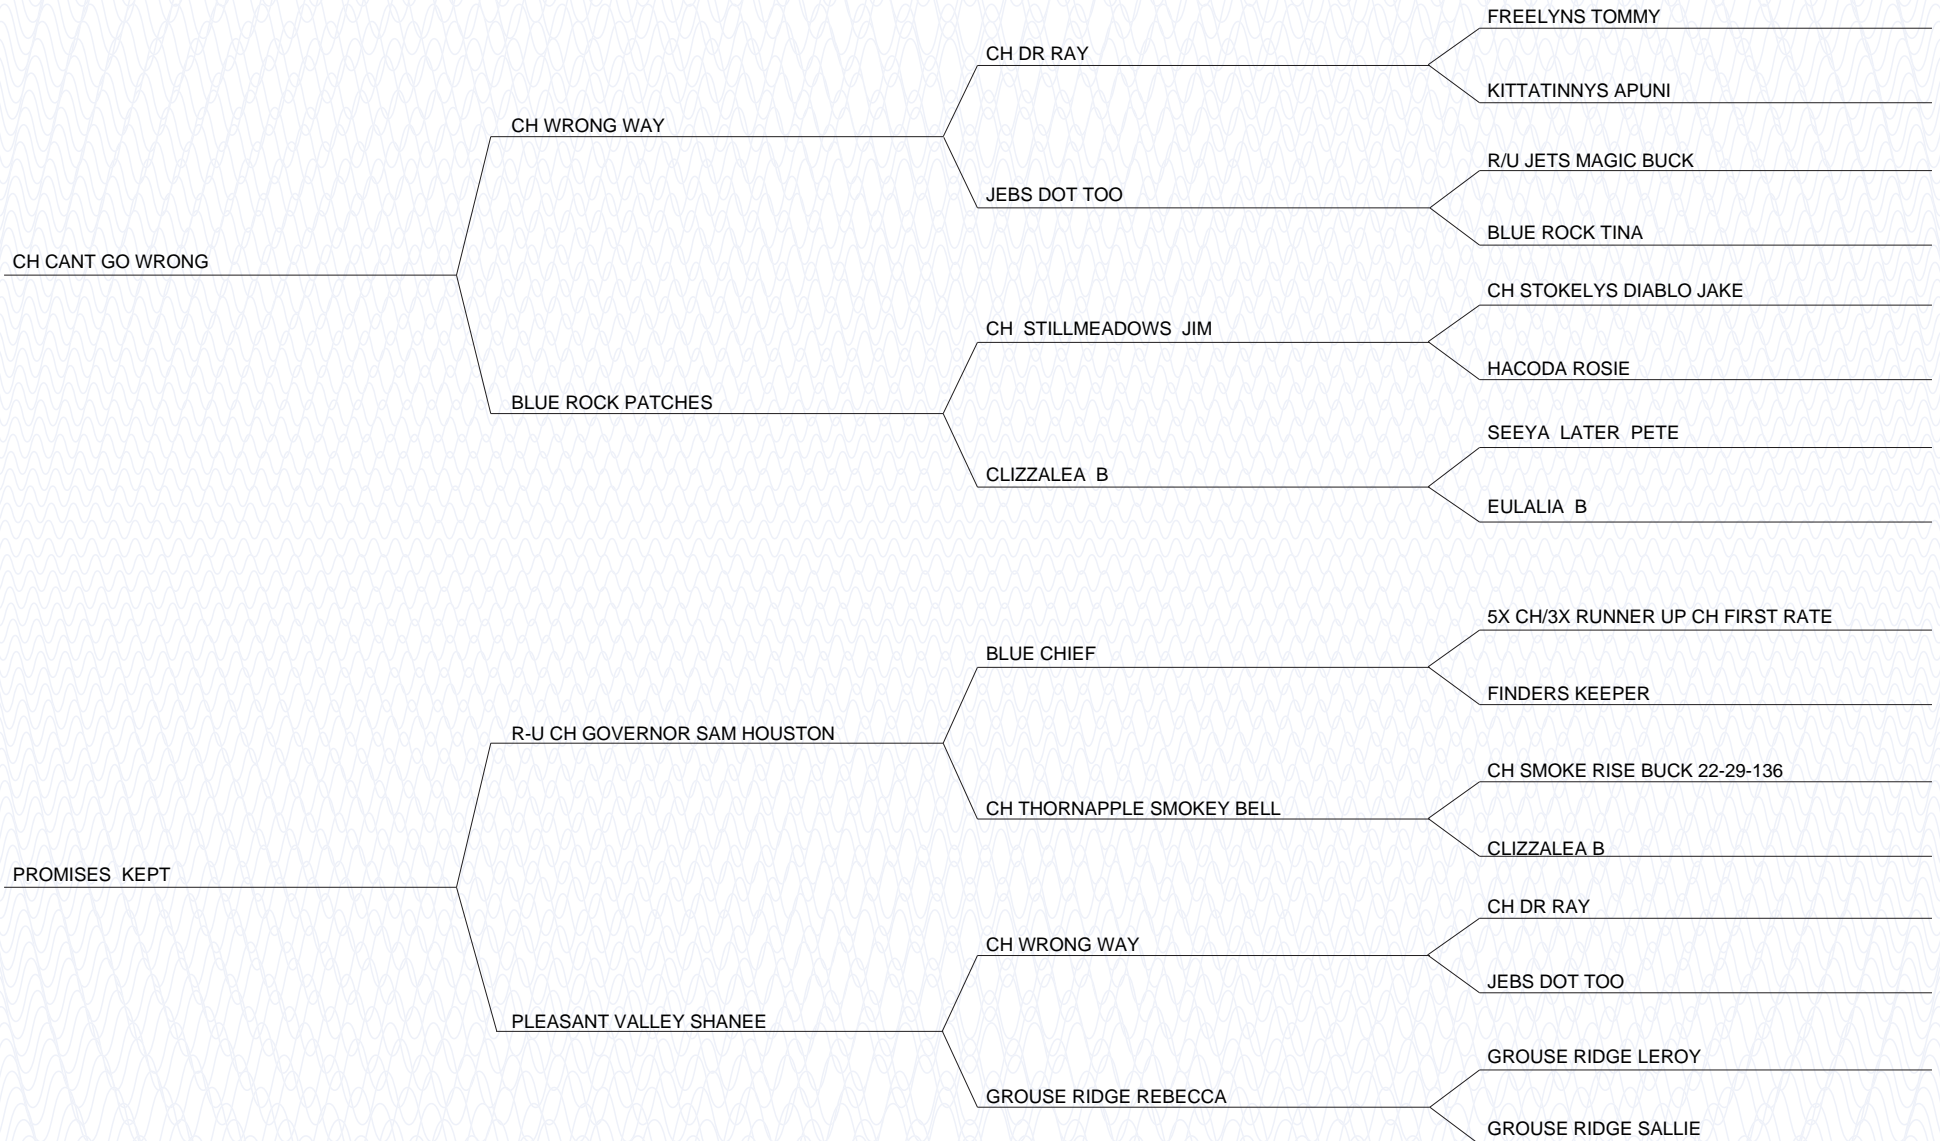 FREELYNS TOMMY
CH DR RAY
KITTATINNYS APUNI
CH WRONG WAY
R/U JETS MAGIC BUCK
JEBS DOT TOO
BLUE ROCK TINA
CH CANT GO WRONG
CH STOKELYS DIABLO JAKE
CH  STILLMEADOWS  JIM
HACODA ROSIE
BLUE ROCK PATCHES
SEEYA  LATER  PETE
CLIZZALEA  B
EULALIA  B
5X CH/3X RUNNER UP CH FIRST RATE
BLUE CHIEF
FINDERS KEEPER
R-U CH GOVERNOR SAM HOUSTON
CH SMOKE RISE BUCK 22-29-136
CH THORNAPPLE SMOKEY BELL
CLIZZALEA B
PROMISES  KEPT
CH DR RAY
CH WRONG WAY
JEBS DOT TOO
PLEASANT VALLEY SHANEE
GROUSE RIDGE LEROY
GROUSE RIDGE REBECCA
GROUSE RIDGE SALLIE